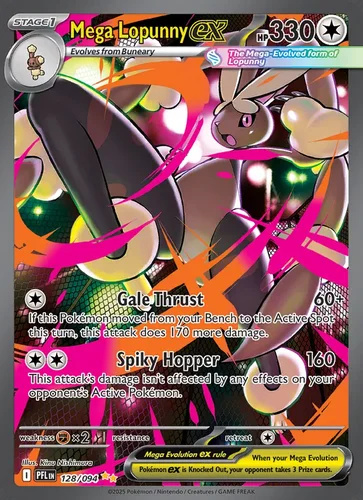 STAGE1
Mega Lopunny ex
HP 330
Evolves from Buneary
The Mega-Evolved form of
Lopunny
Gale Thrust 60+
If this Pokémon moved from your Bench to the Active Spot
this turn, this attack does 170 more damage.
Spiky Hopper 160
This attack's damage isn't affected by any effects on your
opponent's Active Pokémon.
weakness ×2 resistance retreat
Illus. Kinu Nishimura
Mega Evolution ex rule
When your Mega Evolution
Pokémon ex is Knocked Out, your opponent takes 3 Prize cards.
PFL EN 128/094
©2025 Pokémon / Nintendo / Creatures / GAME FREAK